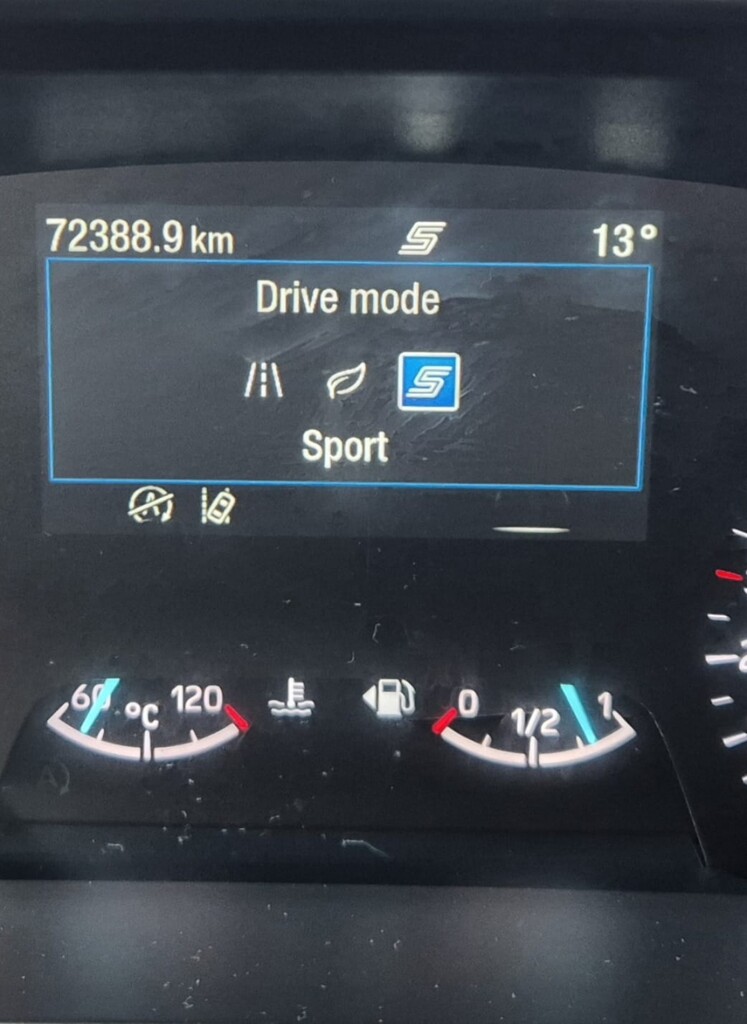 72388.9 km S 13°
Drive mode
S
Sport
A
60 °C 120
0 1/2 1